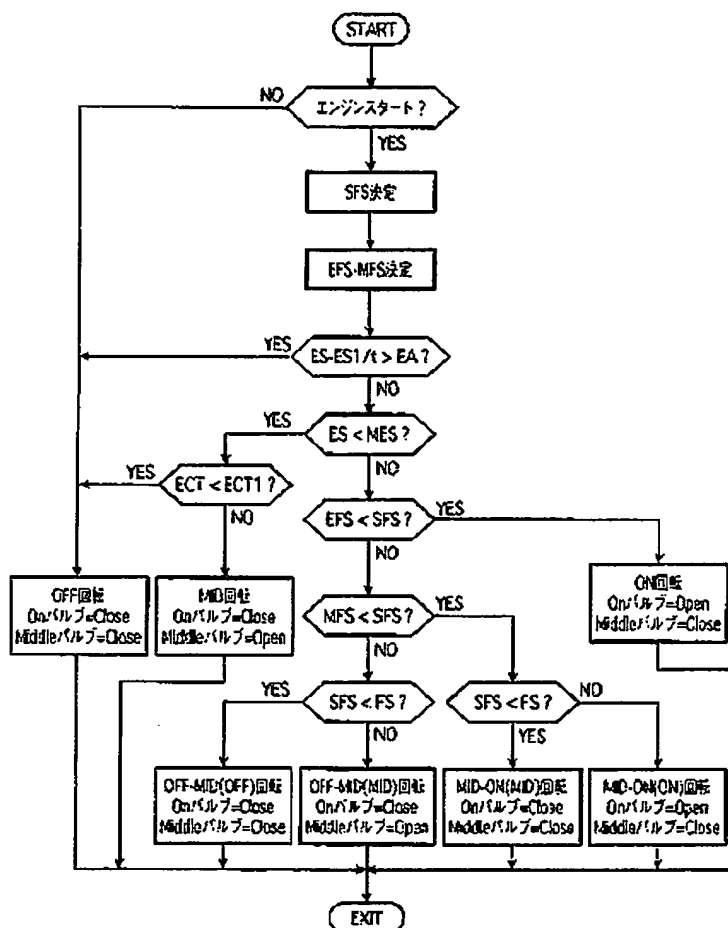 START
NO
エンジンスタート?
YES
SFS決定
EFS·MFS決定
YES
ES-ES1/t > EA ?
NO
YES
ES < MES ?
NO
YES
ECT < ECT1 ?
NO
EFS < SFS ?
YES
NO
OFF回転
Onバルブ=Close
Middleバルブ=Close
MID回転
Onバルブ=Close
Middleバルブ=Open
ON回転
Onバルブ=Open
Middleバルブ=Close
MFS < SFS ?
YES
NO
YES
SFS < FS ?
NO
SFS < FS ?
NO
YES
OFF-MID(OFF)回転
Onバルブ=Close
Middleバルブ=Close
OFF-MID(MID)回転
Onバルブ=Close
Middleバルブ=Open
MID-ON(MID)回転
Onバルブ=Close
Middleバルブ=Close
MID-ON(ON)回転
Onバルブ=Open
Middleバルブ=Close
EXIT